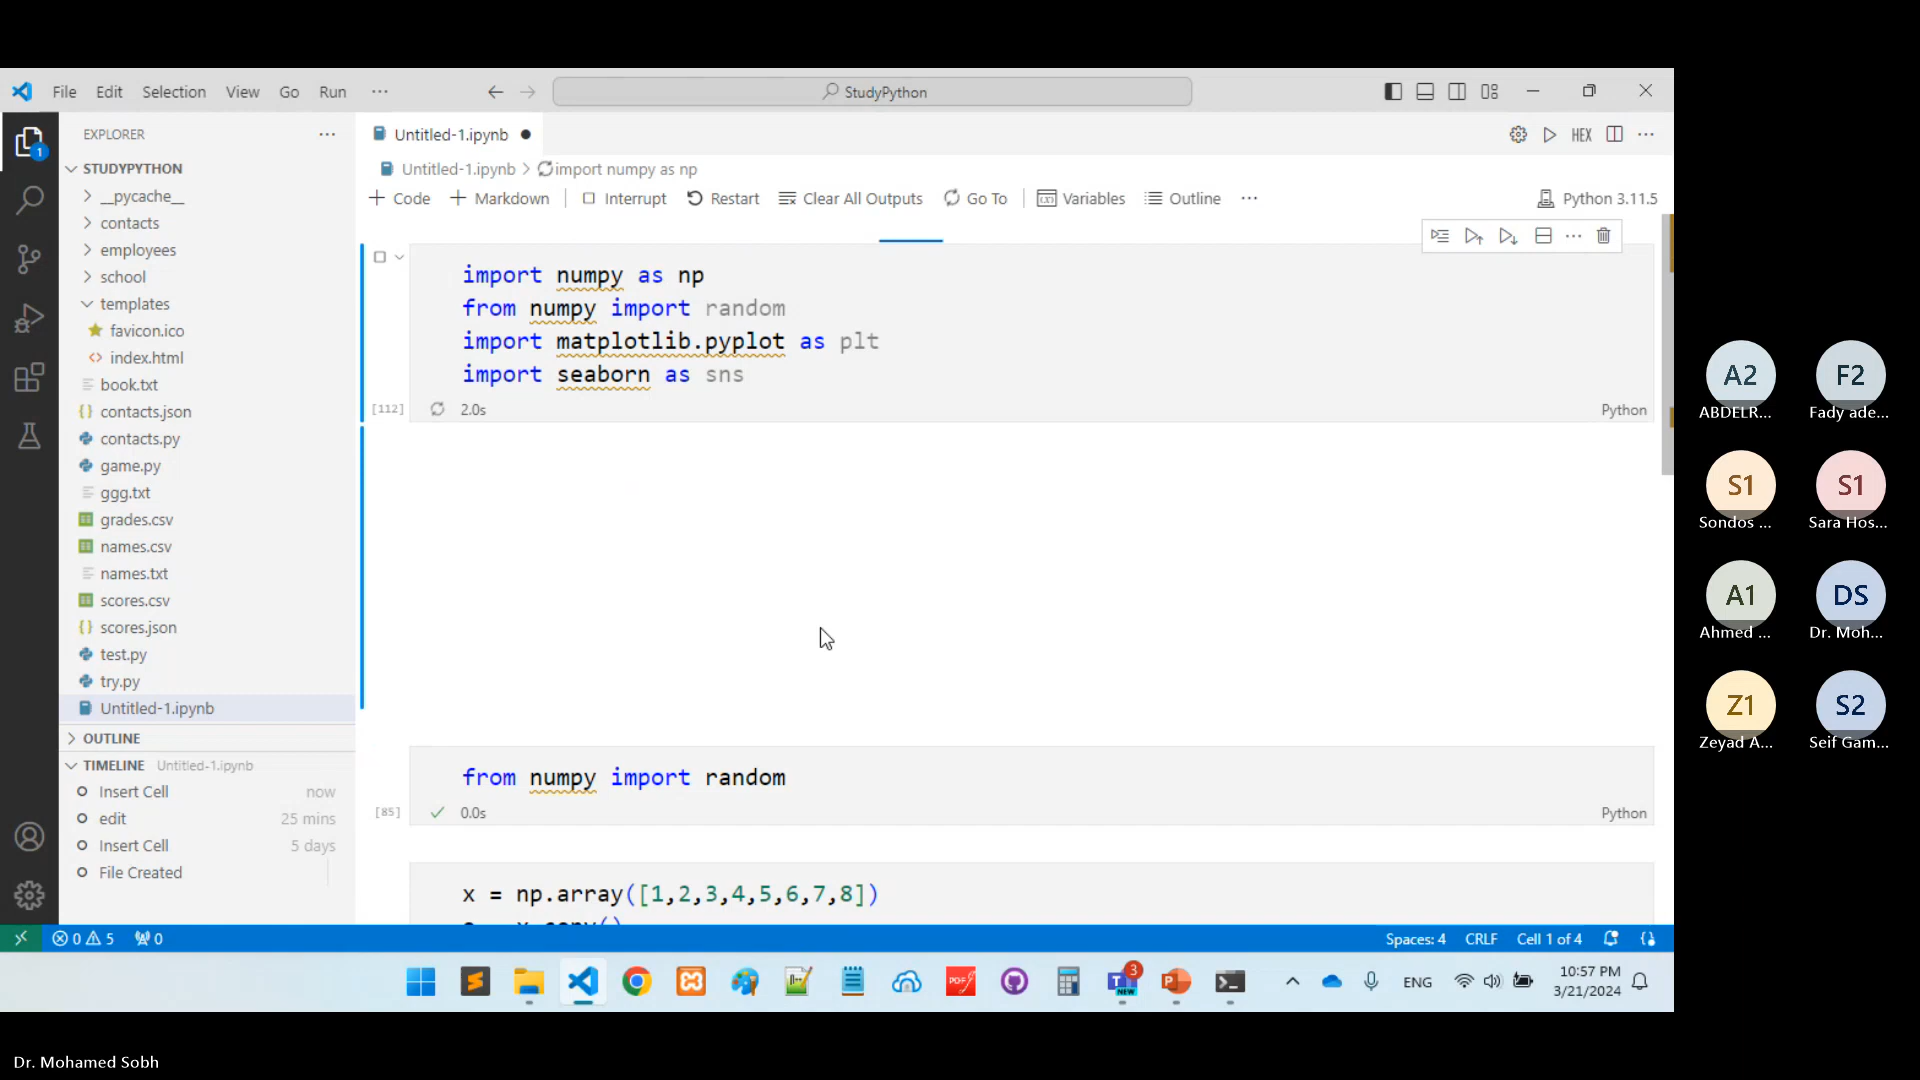 File Edit Selection View Go Run ··· StudyPython
EXPLORER ···
STUDYPYTHON
__pycache__
contacts
employees
school
templates
favicon.ico
index.html
book.txt
contacts.json
contacts.py
game.py
ggg.txt
grades.csv
names.csv
names.txt
scores.csv
scores.json
test.py
try.py
Untitled-1.ipynb
OUTLINE
TIMELINE Untitled-1.ipynb
Insert Cell now
edit 25 mins
Insert Cell 5 days
File Created
Untitled-1.ipynb HEX
Untitled-1.ipynb > import numpy as np
+ Code + Markdown Interrupt Restart Clear All Outputs Go To Variables Outline ··· Python 3.11.5
import numpy as np
from numpy import random
import matplotlib.pyplot as plt
import seaborn as sns
[112] 2.0s Python
from numpy import random
[85] 0.0s Python
x = np.array([1,2,3,4,5,6,7,8])
0 5 0 Spaces: 4 CRLF Cell 1 of 4
PDF NEW 3 ENG 10:57 PM
3/21/2024
A2 F2
ABDELR... Fady ade...
S1 S1
Sondos ... Sara Hos...
A1 DS
Ahmed ... Dr. Moh...
Z1 S2
Zeyad A... Seif Gam...
Dr. Mohamed Sobh